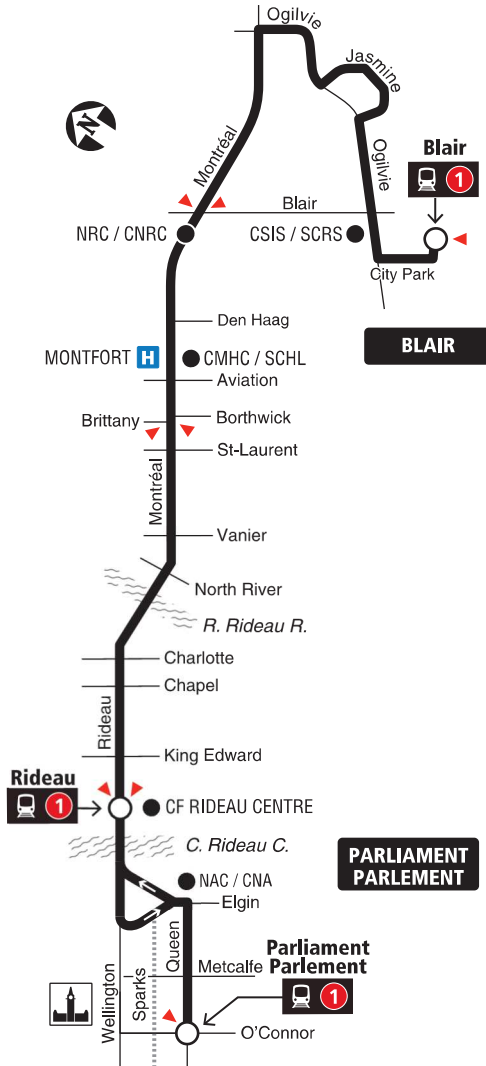 Ogilvie
Jasmine
N
Montréal
Ogilvie
Blair
1
Blair
NRC / CNRC
CSIS / SCRS
City Park
Den Haag
BLAIR
MONTFORT H
CMHC / SCHL
Aviation
Brittany
Borthwick
St-Laurent
Montréal
Vanier
North River
R. Rideau R.
Charlotte
Chapel
Rideau
King Edward
Rideau
1
CF RIDEAU CENTRE
C. Rideau C.
PARLIAMENT
PARLEMENT
NAC / CNA
Elgin
Queen
Metcalfe
Parliament
Parlement
1
Wellington
Sparks
O'Connor